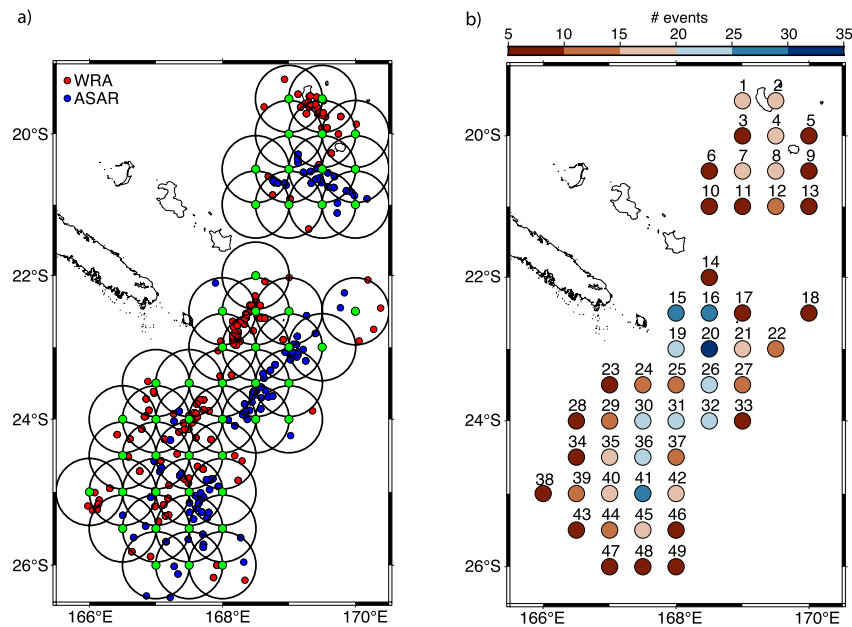 a)
WRA
ASAR
20°S
22°S
24°S
26°S
166°E 168°E 170°E
b)
# events
5 10 15 20 25 30 35
1 2
3 4 5
6 7 8 9
10 11 12 13
14
15 16 17 18
19 20 21 22
23 24 25 26 27
28 29 30 31 32 33
34 35 36 37
38 39 40 41 42
43 44 45 46
47 48 49
20°S
22°S
24°S
26°S
166°E 168°E 170°E